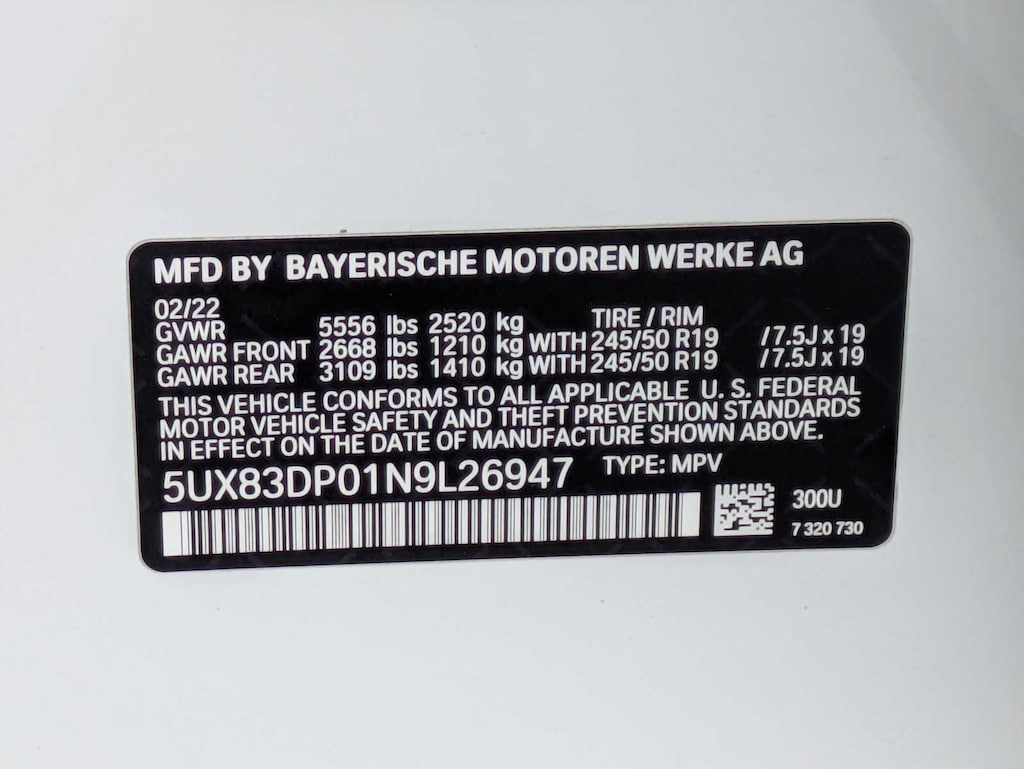 MFD BY BAYERISCHE MOTOREN WERKE AG
02/22 TIRE / RIM
GVWR 5556 lbs 2520 kg
GAWR FRONT 2668 lbs 1210 kg WITH 245/50 R19 /7.5J x 19
GAWR REAR 3109 lbs 1410 kg WITH 245/50 R19 /7.5J x 19
THIS VEHICLE CONFORMS TO ALL APPLICABLE U. S. FEDERAL
MOTOR VEHICLE SAFETY AND THEFT PREVENTION STANDARDS
IN EFFECT ON THE DATE OF MANUFACTURE SHOWN ABOVE.
5UX83DP01N9L26947 TYPE: MPV
300U
7 320 730